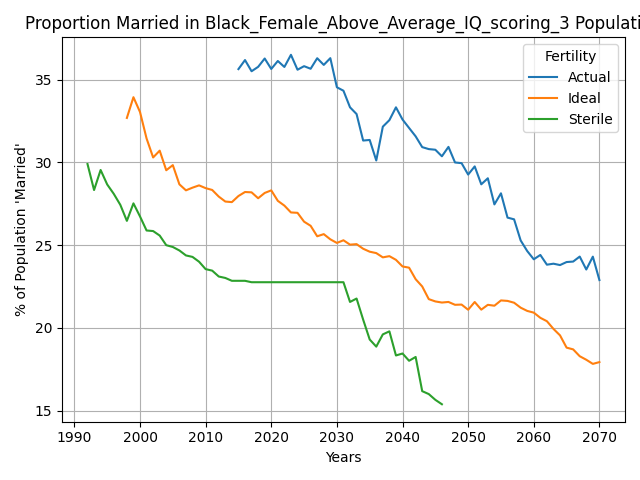 Proportion Married in Black_Female_Above_Average_IQ_scoring_3 Populati
Fertility
Actual
Ideal
Sterile
% of Population 'Married'
35
30
25
20
15
1990 2000 2010 2020 2030 2040 2050 2060 2070
Years